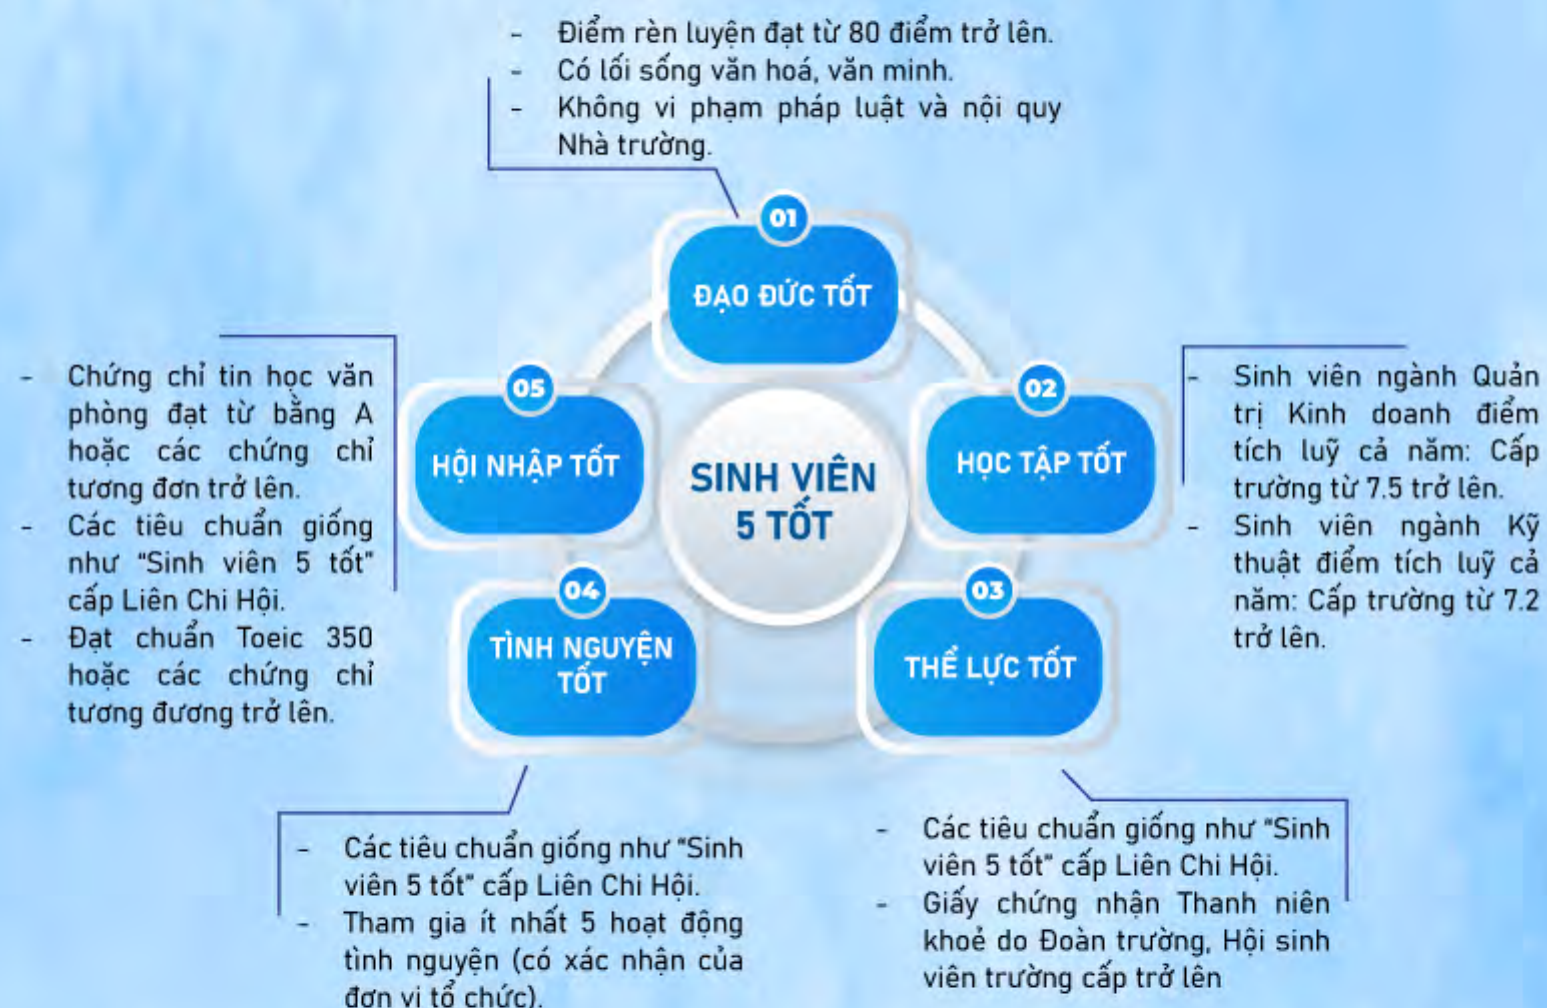 - Điểm rèn luyện đạt từ 80 điểm trở lên.
- Có lối sống văn hoá, văn minh.
- Không vi phạm pháp luật và nội quy
Nhà trường.
01
ĐẠO ĐỨC TỐT
02
HỌC TẬP TỐT
- Sinh viên ngành Quản
trị Kinh doanh điểm
tích luỹ cả năm: Cấp
trường từ 7.5 trở lên.
- Sinh viên ngành Kỹ
thuật điểm tích luỹ cả
năm: Cấp trường từ 7.2
trở lên.
SINH VIÊN
5 TỐT
03
THỂ LỰC TỐT
- Các tiêu chuẩn giống như "Sinh
viên 5 tốt" cấp Liên Chi Hội.
- Giấy chứng nhận Thanh niên
khoẻ do Đoàn trường, Hội sinh
viên trường cấp trở lên
04
TÌNH NGUYỆN
TỐT
- Các tiêu chuẩn giống như "Sinh
viên 5 tốt" cấp Liên Chi Hội.
- Tham gia ít nhất 5 hoạt động
tình nguyện (có xác nhận của
đơn vị tổ chức).
05
HỘI NHẬP TỐT
- Chứng chỉ tin học văn
phòng đạt từ bằng A
hoặc các chứng chỉ
tương đơn trở lên.
- Các tiêu chuẩn giống
như "Sinh viên 5 tốt"
cấp Liên Chi Hội.
- Đạt chuẩn Toeic 350
hoặc các chứng chỉ
tương đương trở lên.